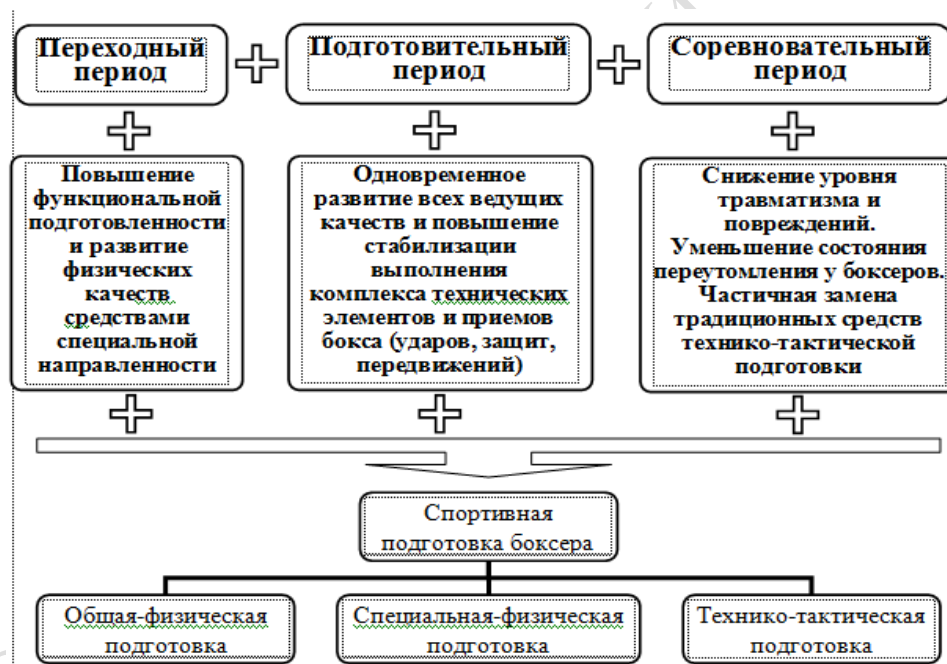 Переходный
период
Подготовительный
период
Соревновательный
период
Повышение
функциональной
подготовленности
и развитие
физических
качеств
средствами
специальной
направленности
Одновременное
развитие всех ведущих
качеств и повышение
стабилизации
выполнения
комплекса технических
элементов и приемов
бокса (ударов, защит,
передвижений)
Снижение уровня
травматизма и
повреждений.
Уменьшение состояния
переутомления у боксеров.
Частичная замена
традиционных средств
технико-тактической
подготовки
Спортивная
подготовка боксера
Общая-физическая
подготовка
Специальная-физическая
подготовка
Технико-тактическая
подготовка